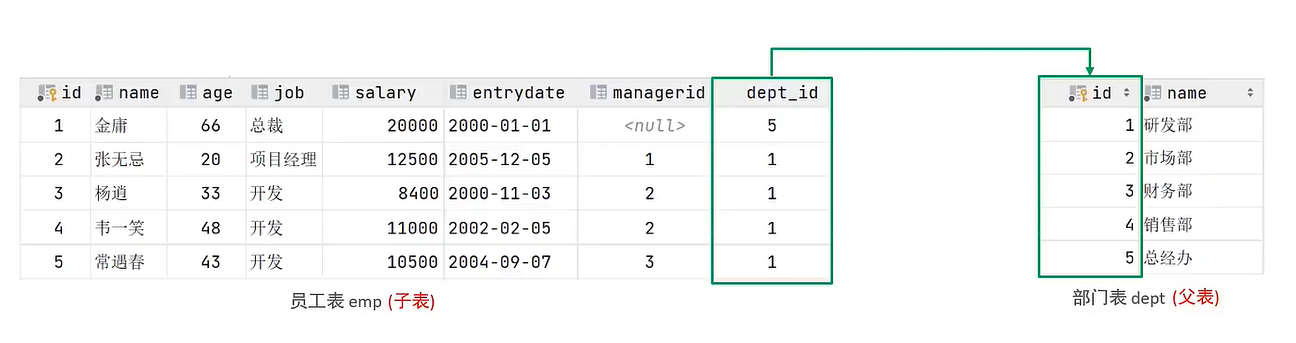 id name age job salary entrydate managerid dept_id id name
1 金庸 66 总裁 20000 2000-01-01 <null> 5 1 研发部
2 张无忌 20 项目经理 12500 2005-12-05 1 1 2 市场部
3 杨逍 33 开发 8400 2000-11-03 2 1 3 财务部
4 韦一笑 48 开发 11000 2002-02-05 2 1 4 销售部
5 常遇春 43 开发 10500 2004-09-07 3 1 5 总经办
员工表 emp (子表) 部门表 dept (父表)